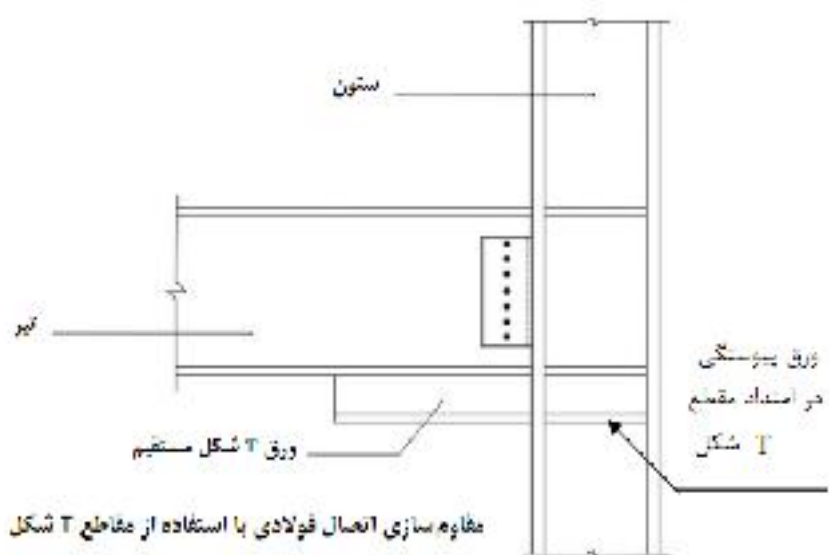 ستون
تیر
ورق پیوستگی
در امتداد مقطع
T شکل
ورق T شکل مستقیم
مقاوم سازی اتصال فولادی با استفاده از مقاطع T شکل